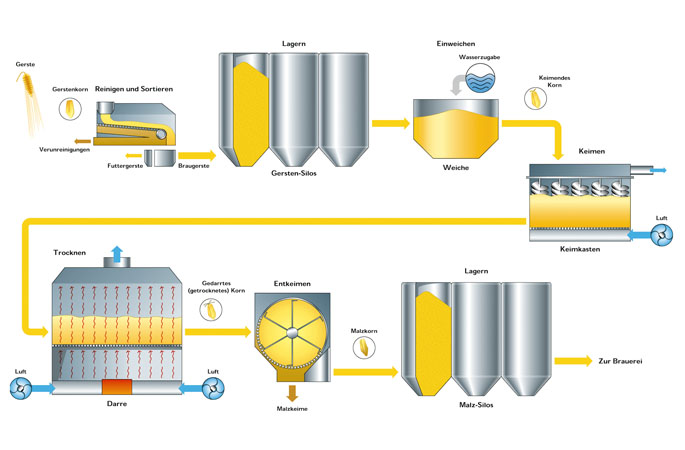 Lagern
Einweichen
Wasserzugabe
Gerste
Keimendes
Korn
Gerstenkorn
Reinigen und Sortieren
Verunreinigungen
Futtergerste
Braugerste
Gersten-Silos
Weiche
Keimen
Luft
Keimkasten
Trocknen
Gedarrtes
(getrocknetes) Korn
Entkeimen
Lagern
Malzkorn
Zur Brauerei
Luft
Luft
Darre
Malzkeime
Malz-Silos